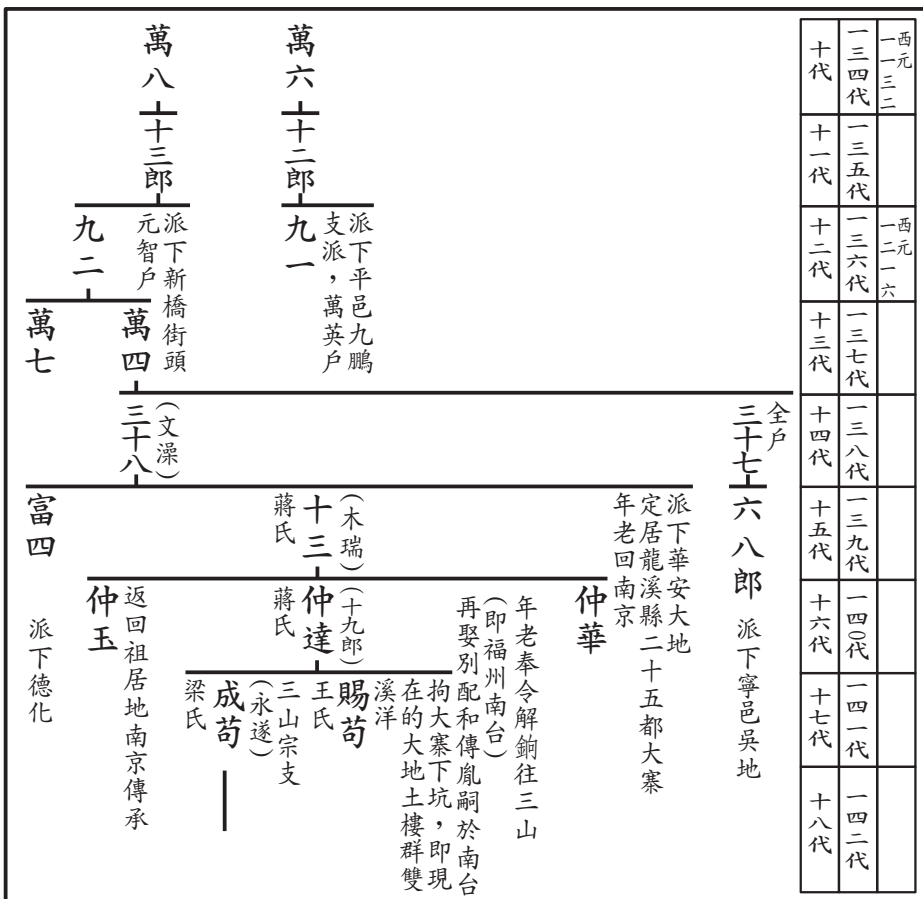 西元
一一三二
西元
一二一六
一三四代
一三五代
一三六代
一三七代
一三八代
一三九代
一四〇代
一四一代
一四二代
十代
十一代
十二代
十三代
十四代
十五代
十六代
十七代
十八代
萬六
十二郎
派下平邑九鵬
支派，萬英戶
九一
萬八
十三郎
派下新橋街頭
元智戶
九二
萬四
萬七
全戶
三十七
六八郎
派下寧邑吳地
(文澡)
三十八
派下華安大地
定居龍溪縣二十五都大寨
年老回南京
仲華
(木瑞)
十三
蔣氏
富四
派下德化
年老奉令解餉往三山
(即福州南台)
再娶別配和傳胤嗣於南台
(十九郎)
仲達
蔣氏
返回祖居地南京傳承
仲玉
拘大寨下坑，即現
在的大地土樓群雙
溪洋
賜苟
王氏
三山宗支
(永遂)
成苟
梁氏